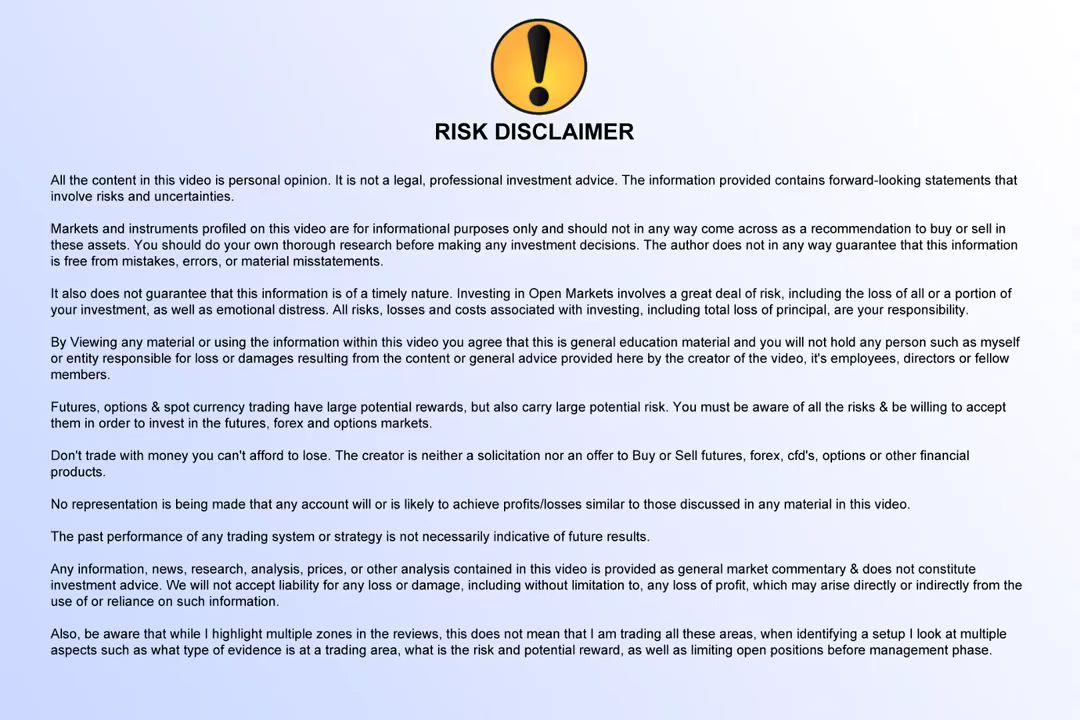 RISK DISCLAIMER
All the content in this video is personal opinion. It is not a legal, professional investment advice. The information provided contains forward-looking statements that
involve risks and uncertainties.
Markets and instruments profiled on this video are for informational purposes only and should not in any way come across as a recommendation to buy or sell in
these assets. You should do your own thorough research before making any investment decisions. The author does not in any way guarantee that this information
is free from mistakes, errors, or material misstatements.
It also does not guarantee that this information is of a timely nature. Investing in Open Markets involves a great deal of risk, including the loss of all or a portion of
your investment, as well as emotional distress. All risks, losses and costs associated with investing, including total loss of principal, are your responsibility.
By Viewing any material or using the information within this video you agree that this is general education material and you will not hold any person such as myself
or entity responsible for loss or damages resulting from the content or general advice provided here by the creator of the video, it's employees, directors or fellow
members.
Futures, options & spot currency trading have large potential rewards, but also carry large potential risk. You must be aware of all the risks & be willing to accept
them in order to invest in the futures, forex and options markets.
Don't trade with money you can't afford to lose. The creator is neither a solicitation nor an offer to Buy or Sell futures, forex, cfd's, options or other financial
products.
No representation is being made that any account will or is likely to achieve profits/losses similar to those discussed in any material in this video.
The past performance of any trading system or strategy is not necessarily indicative of future results.
Any information, news, research, analysis, prices, or other analysis contained in this video is provided as general market commentary & does not constitute
investment advice. We will not accept liability for any loss or damage, including without limitation to, any loss of profit, which may arise directly or indirectly from the
use of or reliance on such information.
Also, be aware that while I highlight multiple zones in the reviews, this does not mean that I am trading all these areas, when identifying a setup I look at multiple
aspects such as what type of evidence is at a trading area, what is the risk and potential reward, as well as limiting open positions before management phase.